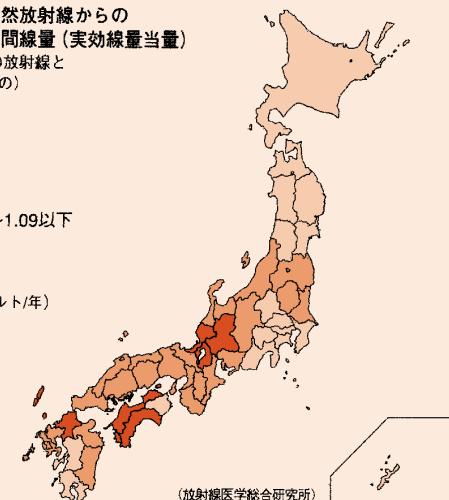 然放射線からの
間線量(実効線量当量)
放射線と
の)
1.09以下
ルト/年)
(放射線医学総合研究所)